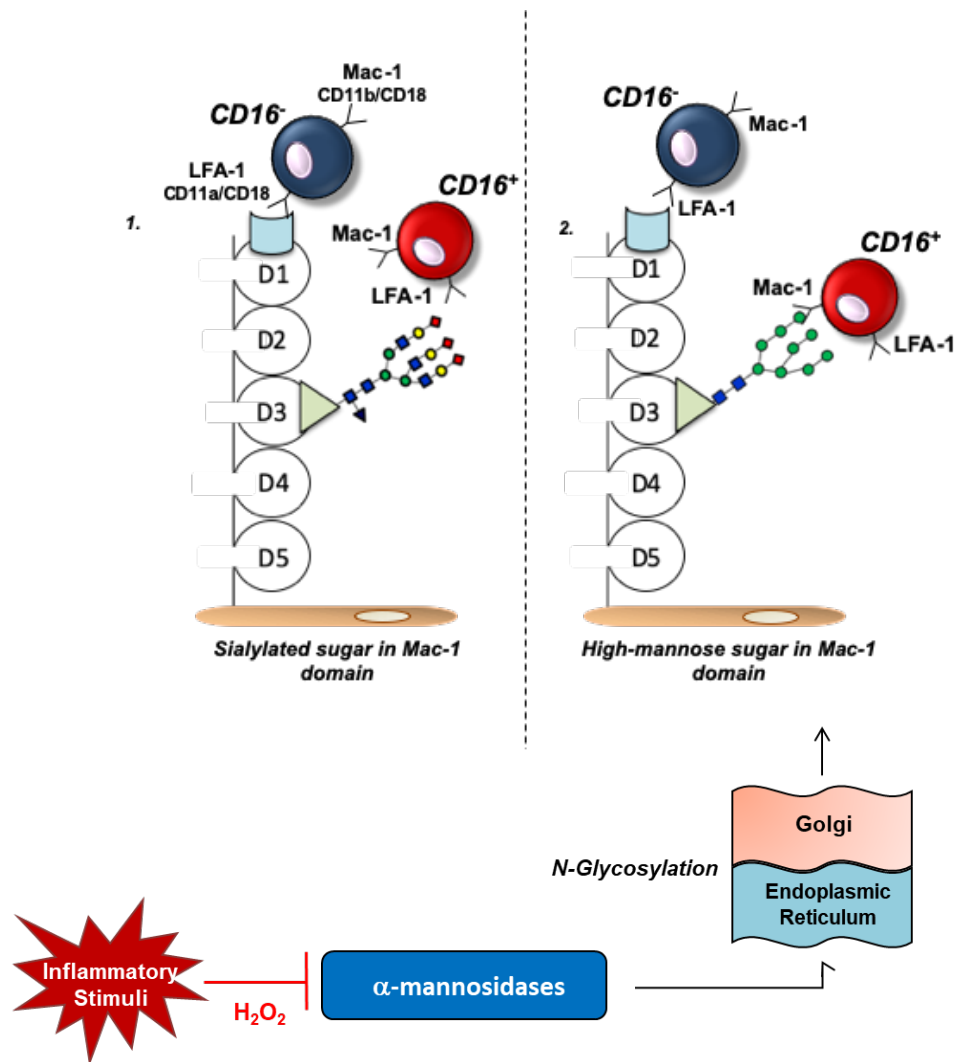 Mac-1
CD11b/CD18
CD16-
LFA-1
CD11a/CD18
CD16+
1.
Mac-1
LFA-1
D1
D2
D3
D4
D5
Sialylated sugar in Mac-1
domain
CD16-
Mac-1
LFA-1
2.
CD16+
Mac-1
LFA-1
D1
D2
D3
D4
D5
High-mannose sugar in Mac-1
domain
Golgi
N-Glycosylation
Endoplasmic
Reticulum
Inflammatory
Stimuli
H₂O₂
α-mannosidases